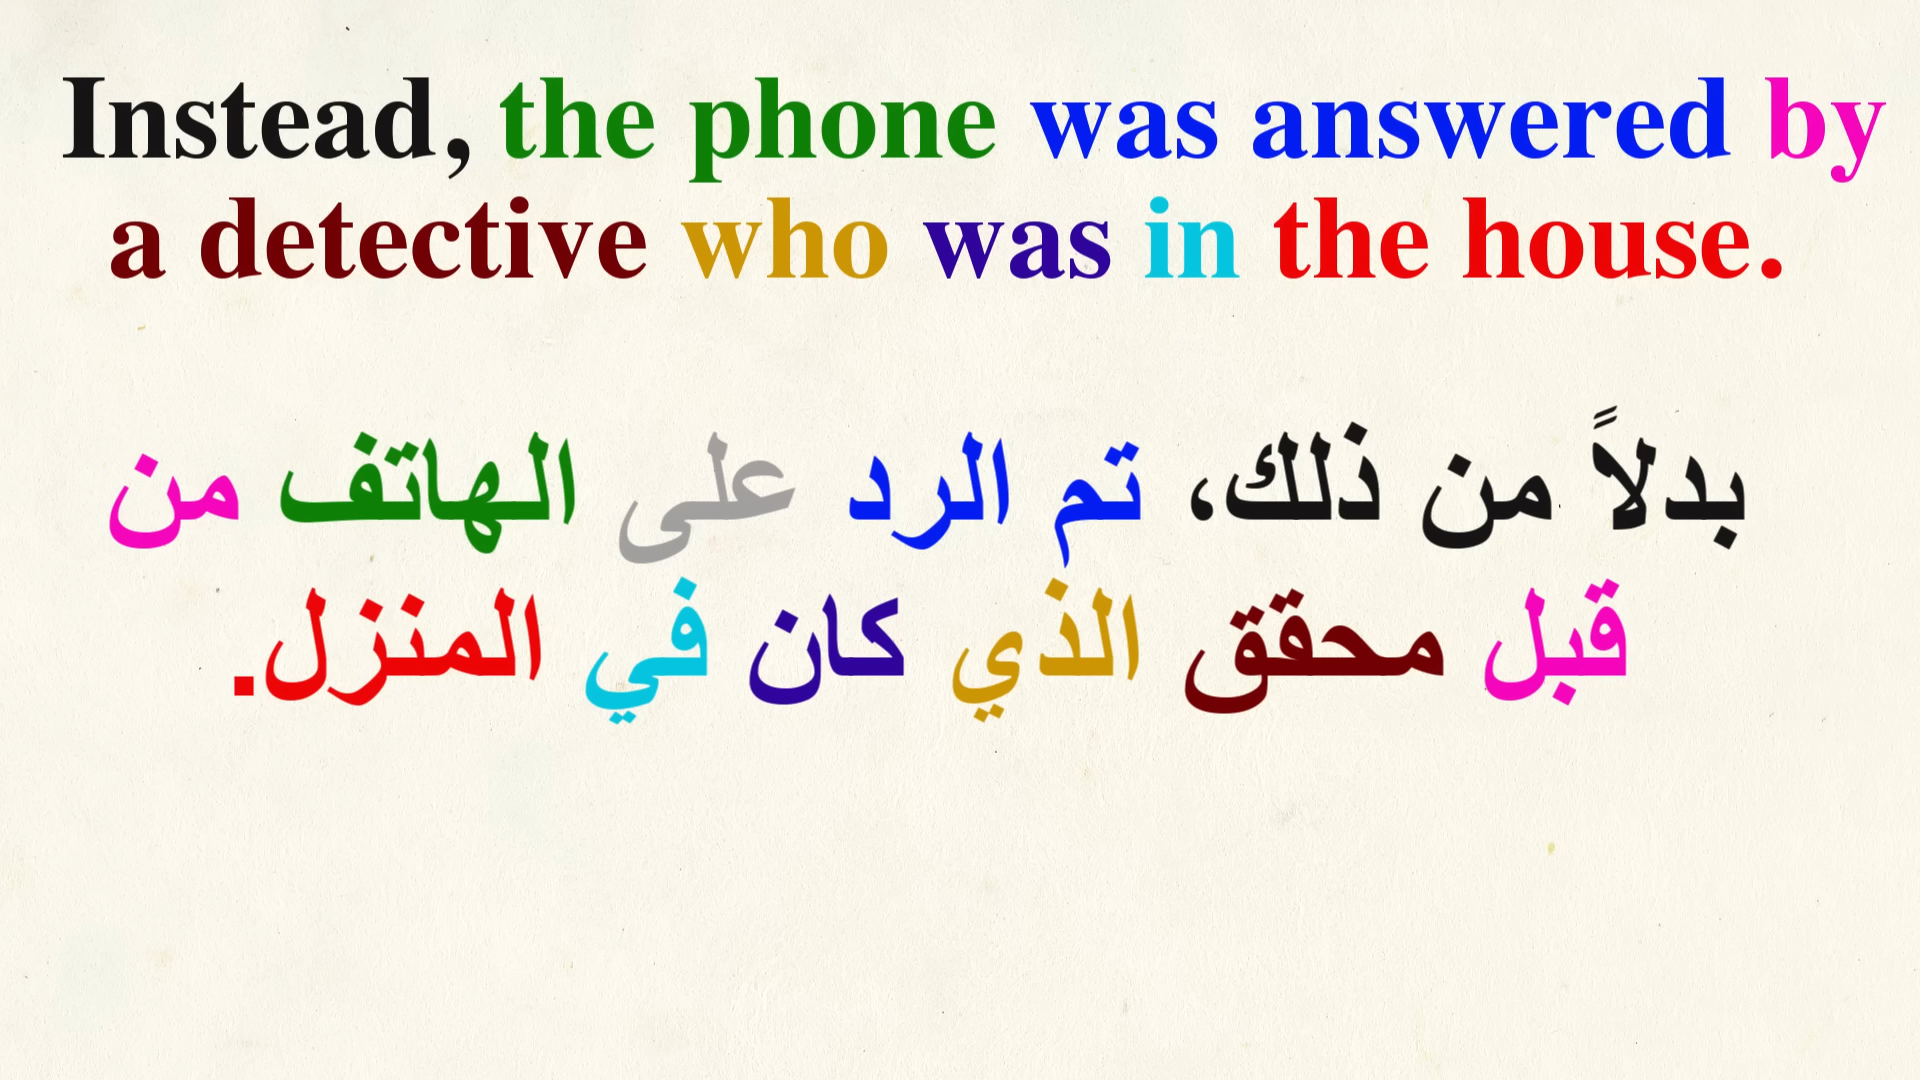 Instead, the phone was answered by
a detective who was in the house.
بدلاً من ذلك، تم الرد على الهاتف من
قبل محقق الذي كان في المنزل.